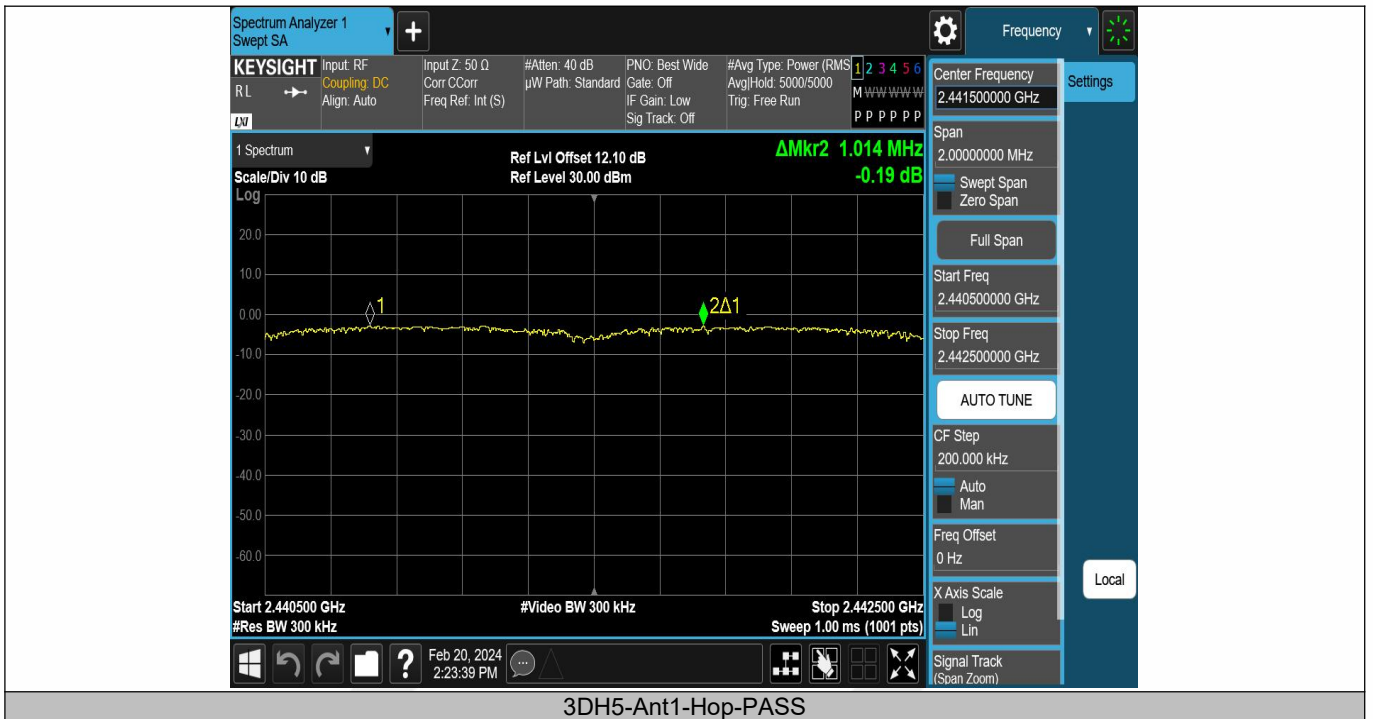 Spectrum Analyzer 1
Swept SA
+
Frequency
KEYSIGHT
RL
LXI
Input: RF
Coupling: DC
Align: Auto
Input Z: 50 Ω
Corr CCorr
Freq Ref: Int (S)
#Atten: 40 dB
µW Path: Standard
PNO: Best Wide
Gate: Off
IF Gain: Low
Sig Track: Off
#Avg Type: Power (RMS
Avg|Hold: 5000/5000
Trig: Free Run
1 2 3 4 5 6
M W W W W W
P P P P P P
1 Spectrum
Scale/Div 10 dB
Log
Ref Lvl Offset 12.10 dB
Ref Level 30.00 dBm
ΔMkr2 1.014 MHz
-0.19 dB
20.0
10.0
0.00
-10.0
-20.0
-30.0
-40.0
-50.0
-60.0
1
2Δ1
Start 2.440500 GHz
#Res BW 300 kHz
#Video BW 300 kHz
Stop 2.442500 GHz
Sweep 1.00 ms (1001 pts)
Feb 20, 2024
2:23:39 PM
?
Center Frequency
2.441500000 GHz
Settings
Span
2.00000000 MHz
Swept Span
Zero Span
Full Span
Start Freq
2.440500000 GHz
Stop Freq
2.442500000 GHz
AUTO TUNE
CF Step
200.000 kHz
Auto
Man
Freq Offset
0 Hz
Local
X Axis Scale
Log
Lin
Signal Track
(Span Zoom)
3DH5-Ant1-Hop-PASS